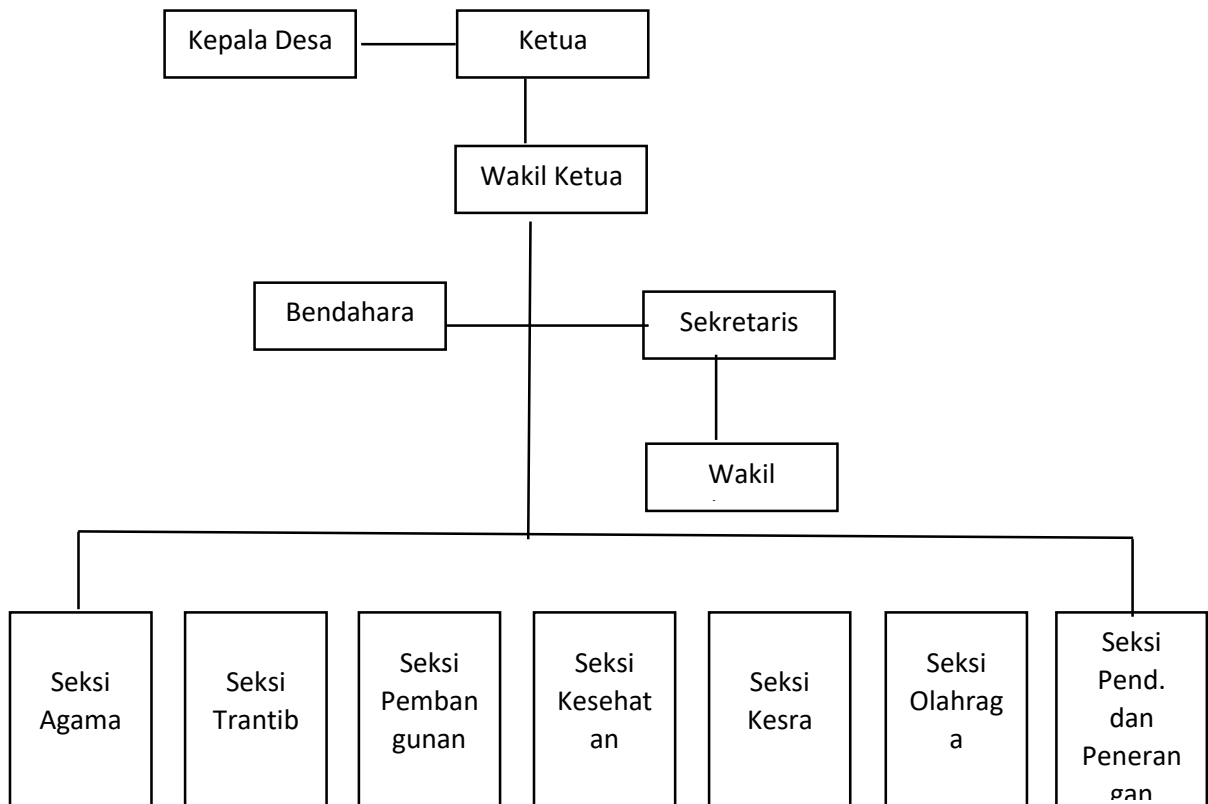 Kepala Desa
Ketua
Wakil Ketua
Bendahara
Sekretaris
Wakil
Seksi
Agama
Seksi
Trantib
Seksi
Pemban
gunan
Seksi
Kesehat
an
Seksi
Kesra
Seksi
Olahrag
a
Seksi
Pend.
dan
Peneran
gan